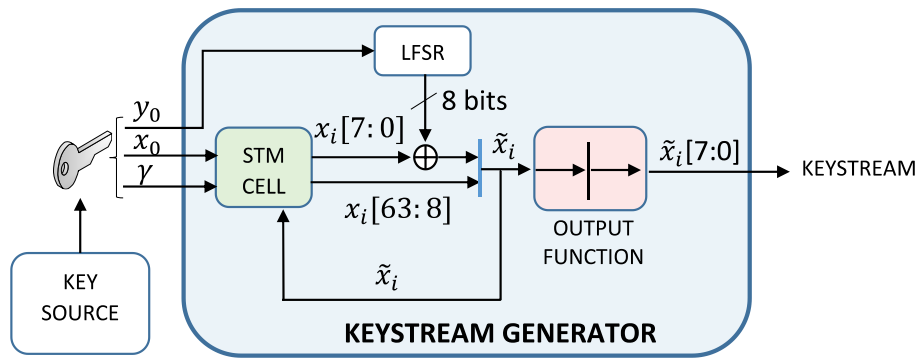 LFSR
8 bits
y₀
x₀
γ
STM
CELL
xᵢ[7:0]
⊕
xᵢ[63:8]
x̃ᵢ
x̃ᵢ[7:0]
KEYSTREAM
OUTPUT
FUNCTION
x̃ᵢ
KEY
SOURCE
KEYSTREAM GENERATOR